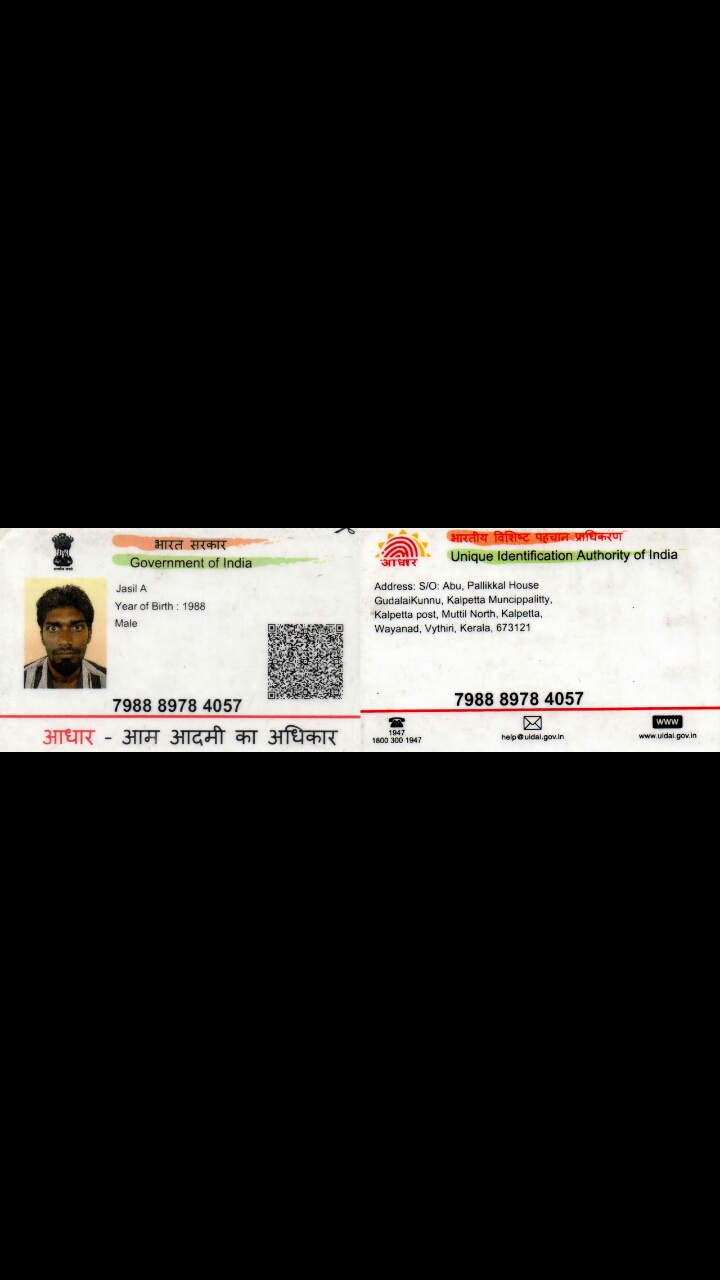 भारत सरकार
Government of India
Jasil A
Year of Birth : 1988
Male
7988 8978 4057
आधार - आम आदमी का अधिकार
भारतीय विशिष्ट पहचान प्राधिकरण
Unique Identification Authority of India
आधार
Address: S/O: Abu, Pallikkal House
GudalaiKunnu, Kalpetta Muncippalitty,
Kalpetta post, Muttil North, Kalpetta,
Wayanad, Vythiri, Kerala, 673121
7988 8978 4057
1947
1800 300 1947
help@uidai.gov.in
WWW
www.uidai.gov.in